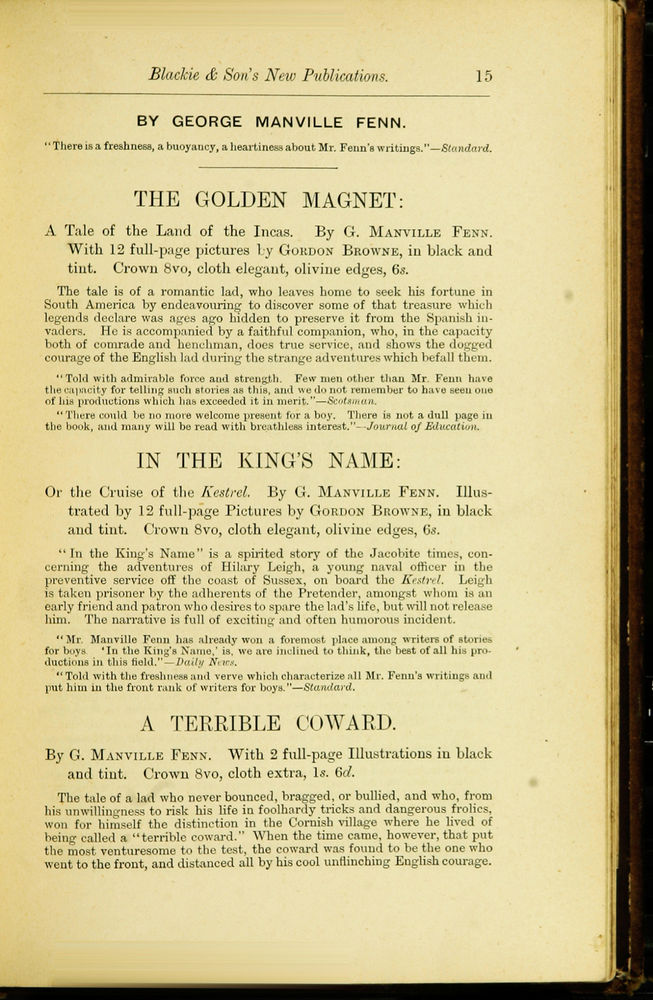 Blackie & Son's New Publications. 15
BY GEORGE MANVILLE FENN.
"There is a freshness, a buoyancy, a heartiness about Mr. Fenn's writings."—Standard.
THE GOLDEN MAGNET:
A Tale of the Land of the Incas. By G. MANVILLE FENN.
With 12 full-page pictures by GORDON BROWNE, in black and
tint. Crown 8vo, cloth elegant, olivine edges, 6s.
The tale is of a romantic lad, who leaves home to seek his fortune in
South America by endeavouring to discover some of that treasure which
legends declare was ages ago hidden to preserve it from the Spanish in-
vaders. He is accompanied by a faithful companion, who, in the capacity
both of comrade and henchman, does true service, and shows the dogged
courage of the English lad during the strange adventures which befall them.
"Told with admirable force and strength. Few men other than Mr. Fenn have
the capacity for telling such stories as this, and we do not remember to have seen one
of his productions which has exceeded it in merit."—Scotsman.
"There could be no more welcome present for a boy. There is not a dull page in
the book, and many will be read with breathless interest."—Journal of Education.
IN THE KING'S NAME:
Or the Cruise of the Kestrel. By G. MANVILLE FENN. Illus-
trated by 12 full-page Pictures by GORDON BROWNE, in black
and tint. Crown 8vo, cloth elegant, olivine edges, 6s.
"In the King's Name" is a spirited story of the Jacobite times, con-
cerning the adventures of Hilary Leigh, a young naval officer in the
preventive service off the coast of Sussex, on board the Kestrel. Leigh
is taken prisoner by the adherents of the Pretender, amongst whom is an
early friend and patron who desires to spare the lad's life, but will not release
him. The narrative is full of exciting and often humorous incident.
"Mr. Manville Fenn has already won a foremost place among writers of stories
for boys. 'In the King's Name,' is, we are inclined to think, the best of all his pro-
ductions in this field."—Daily News.
"Told with the freshness and verve which characterize all Mr. Fenn's writings and
put him in the front rank of writers for boys."—Standard.
A TERRIBLE COWARD.
By G. MANVILLE FENN. With 2 full-page Illustrations in black
and tint. Crown 8vo, cloth extra, 1s. 6d.
The tale of a lad who never bounced, bragged, or bullied, and who, from
his unwillingness to risk his life in foolhardy tricks and dangerous frolics,
won for himself the distinction in the Cornish village where he lived of
being called a "terrible coward." When the time came, however, that put
the most venturesome to the test, the coward was found to be the one who
went to the front, and distanced all by his cool unflinching English courage.